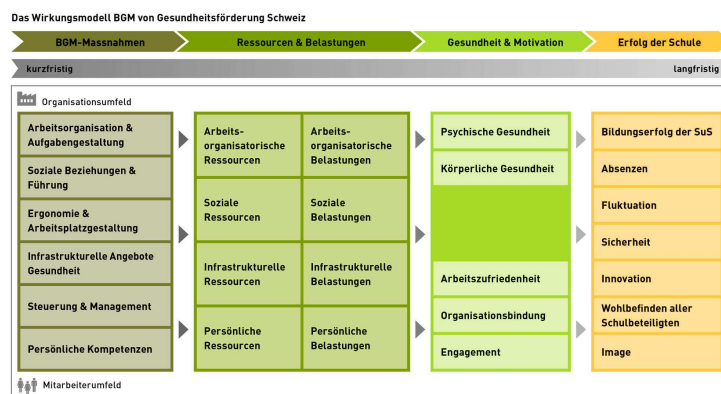 Das Wirkungsmodell BGM von Gesundheitsförderung Schweiz
BGM-Massnahmen
Ressourcen & Belastungen
Gesundheit & Motivation
Erfolg der Schule
kurzfristig
langfristig
Organisationsumfeld
Arbeitsorganisation &
Aufgabengestaltung
Soziale Beziehungen &
Führung
Ergonomie &
Arbeitsplatzgestaltung
Infrastrukturelle Angebote
Gesundheit
Steuerung & Management
Persönliche Kompetenzen
Arbeits-
organisatorische
Ressourcen
Soziale
Ressourcen
Infrastrukturelle
Ressourcen
Persönliche
Ressourcen
Arbeits-
organisatorische
Belastungen
Soziale
Belastungen
Infrastrukturelle
Belastungen
Persönliche
Belastungen
Psychische Gesundheit
Körperliche Gesundheit
Arbeitszufriedenheit
Organisationsbindung
Engagement
Bildungserfolg der SuS
Absenzen
Fluktuation
Sicherheit
Innovation
Wohlbefinden aller
Schulbeteiligten
Image
Mitarbeiterumfeld